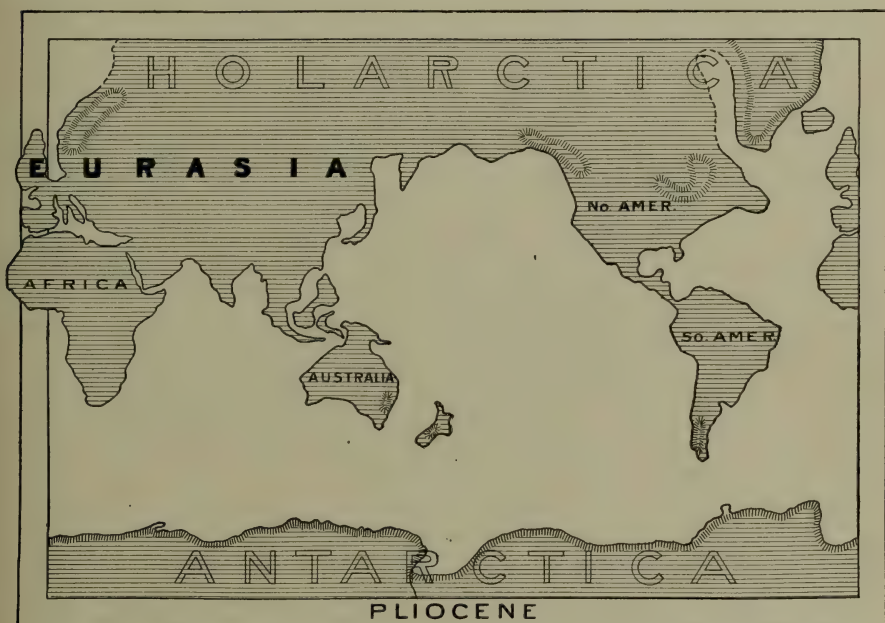 HOLARCTICA
EURASIA
No. AMER.
AFRICA
So. AMER.
AUSTRALIA
ANTARCTICA
PLIOCENE